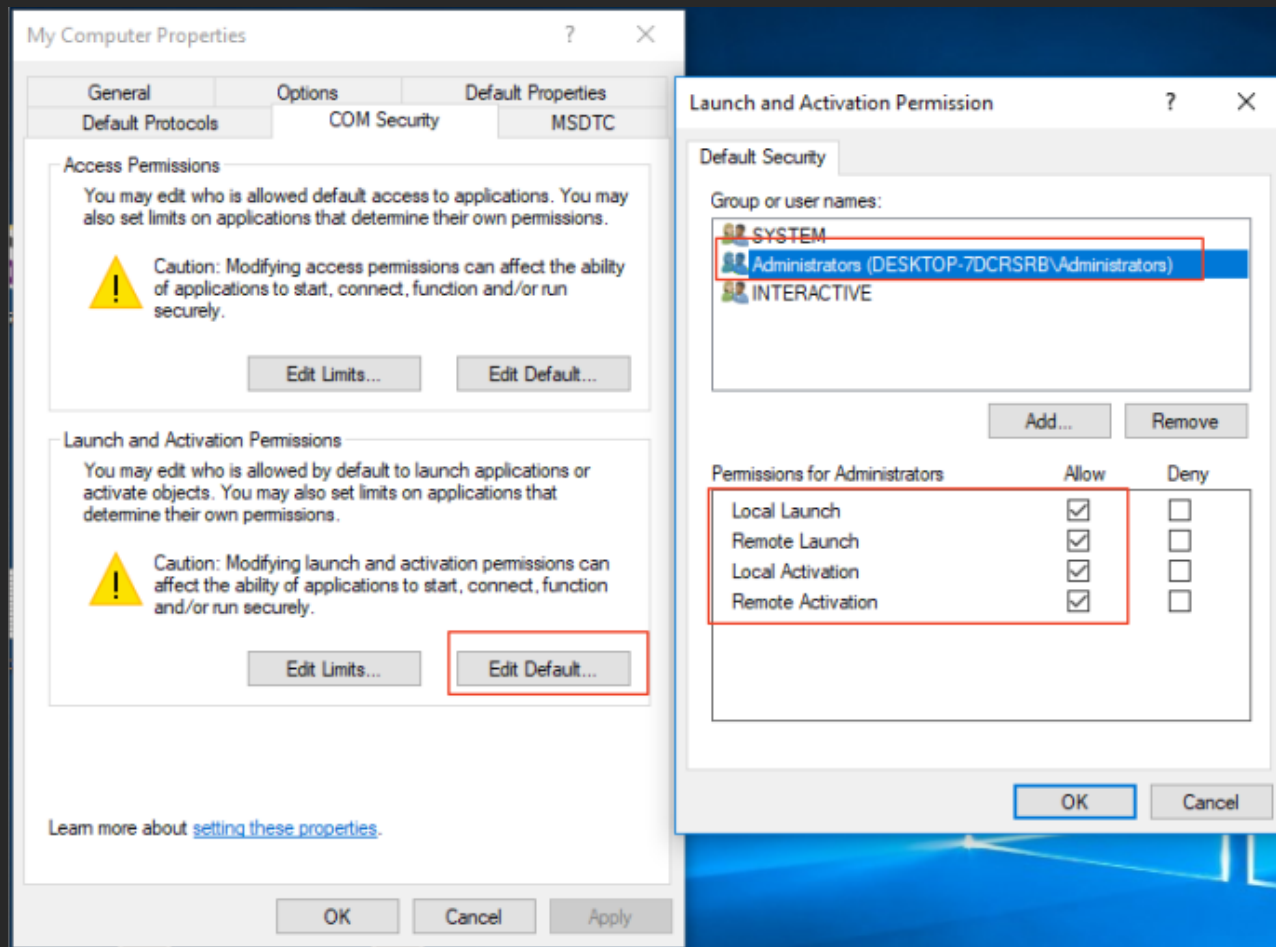 My Computer Properties
General Options Default Properties
Default Protocols COM Security MSDTC
Access Permissions
You may edit who is allowed default access to applications. You may
also set limits on applications that determine their own permissions.
Caution: Modifying access permissions can affect the ability
of applications to start, connect, function and/or run
securely.
Edit Limits... Edit Default...
Launch and Activation Permissions
You may edit who is allowed by default to launch applications or
activate objects. You may also set limits on applications that
determine their own permissions.
Caution: Modifying launch and activation permissions can
affect the ability of applications to start, connect, function
and/or run securely.
Edit Limits... Edit Default...
Learn more about setting these properties.
OK Cancel Apply
Launch and Activation Permission
Default Security
Group or user names:
SYSTEM
Administrators (DESKTOP-7DCRSRB\Administrators)
INTERACTIVE
Add... Remove
Permissions for Administrators Allow Deny
Local Launch
Remote Launch
Local Activation
Remote Activation
OK Cancel